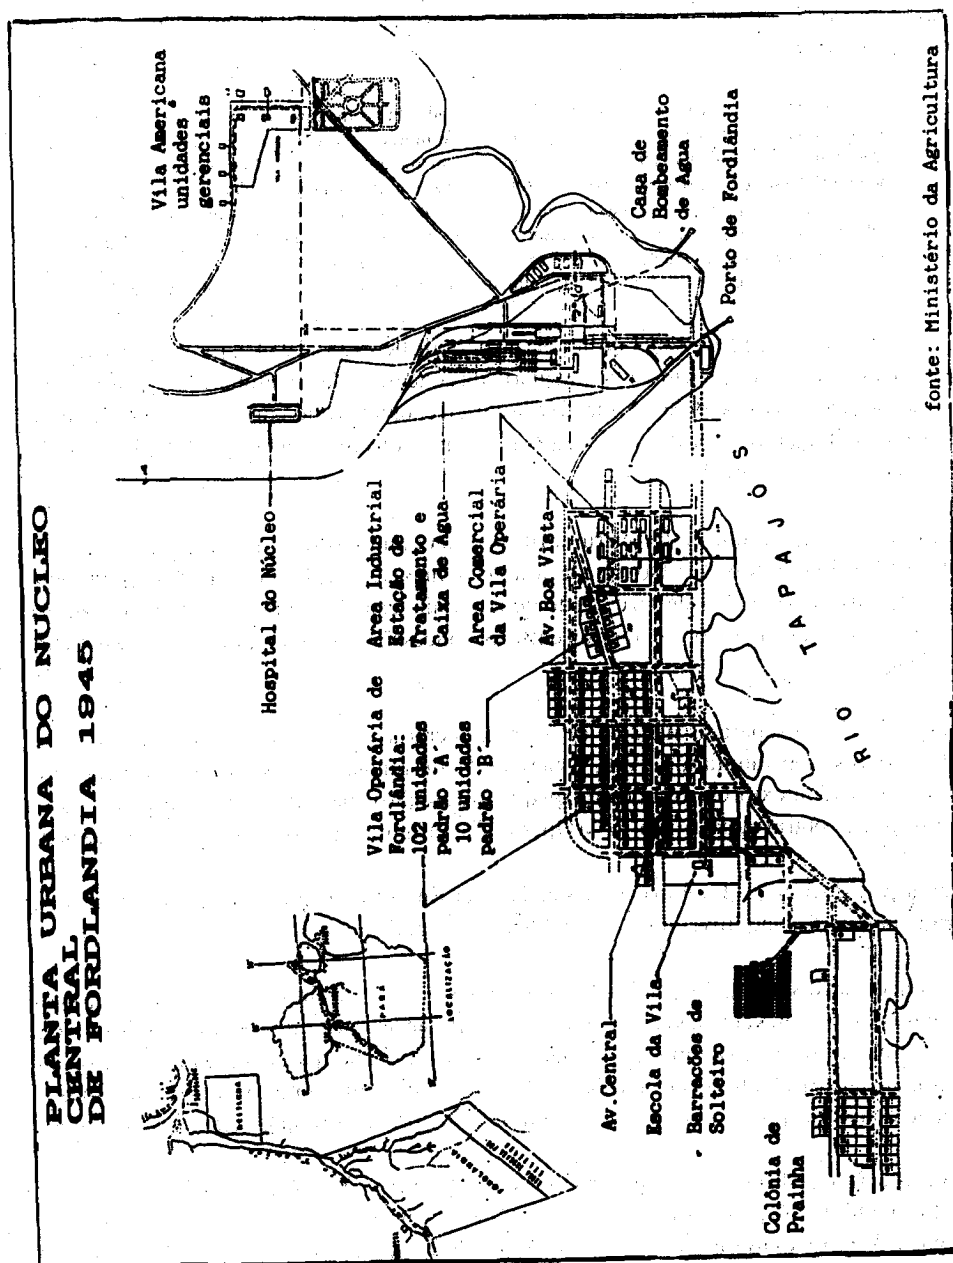 PLANTA URBANA DO NUCLEO
CENTRAL
DE FORDLANDIA 1945
Vila Americana
unidades
gerenciais
Hospital do Núcleo
Area Industrial
Estação de
Tratamento e
Caixa de Agua
Area Comercial
da Vila Operária
Av.Boa Vista
Vila Operária de
Fordlândia:
102 unidades
padrão `A´
10 unidades
padrão `B´
Casa de
Bombeamento
de Agua
Porto de Fordlândia
RIO TAPAJÓS
PARÁ
LOCALIZAÇÃO
FORDLANDIA
Av.Central
Escola da Vila
Barracões de
Solteiro
Colônia de
Prainha
fonte: Ministério da Agricultura